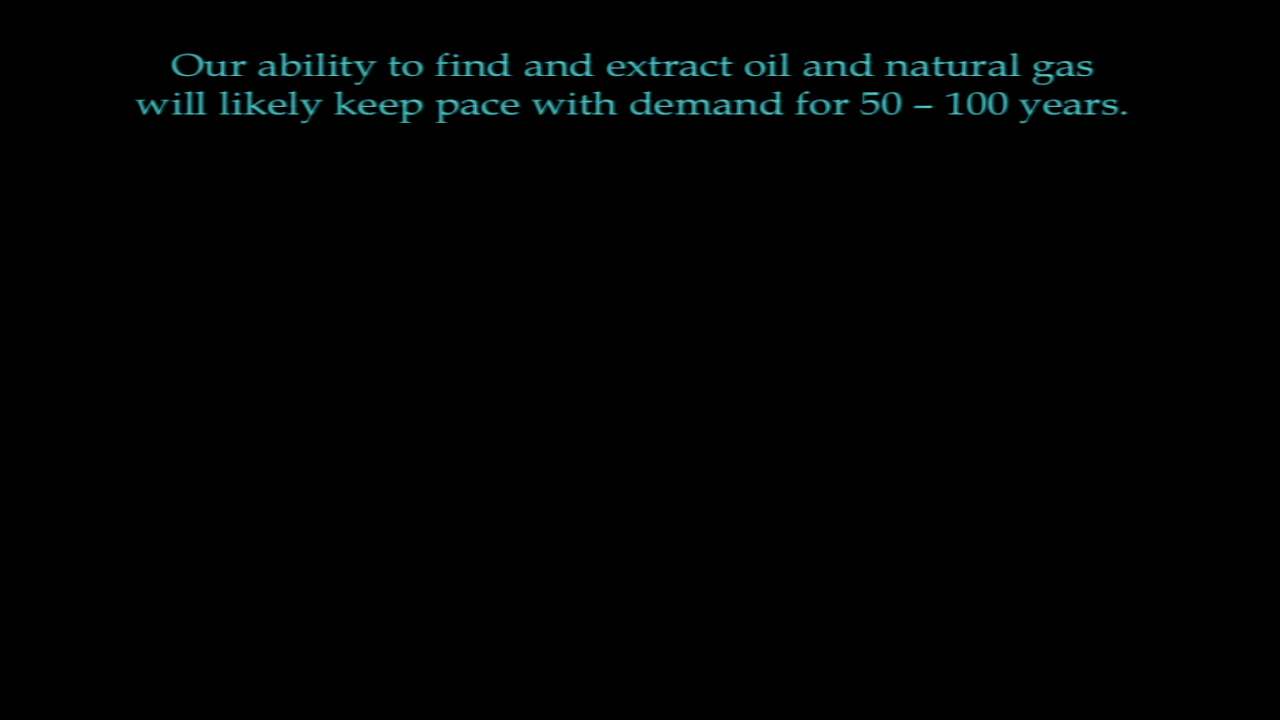 Our ability to find and extract oil and natural gas
will likely keep pace with demand for 50 – 100 years.